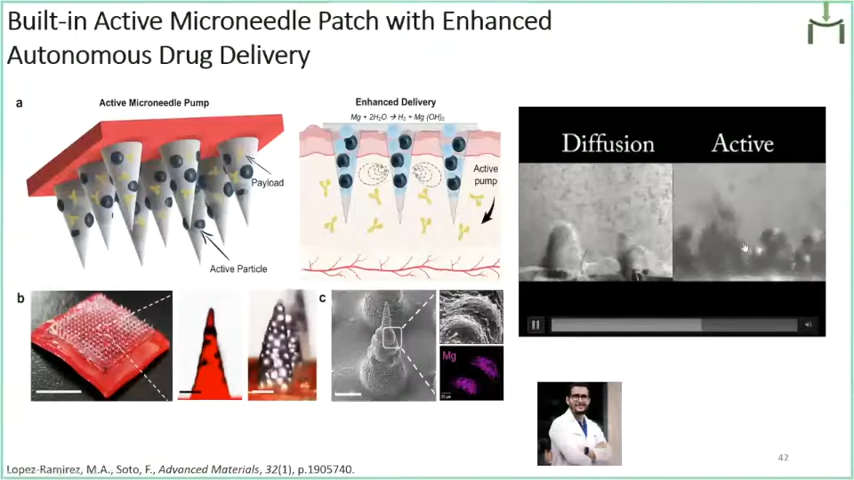 Built-in Active Microneedle Patch with Enhanced
Autonomous Drug Delivery
a
Active Microneedle Pump
Payload
Active Particle
Enhanced Delivery
Mg + 2H₂O → H₂ + Mg (OH)₂
Active
pump
Diffusion
Active
b
c
Mg
42
Lopez-Ramirez, M.A., Soto, F., Advanced Materials, 32(1), p.1905740.